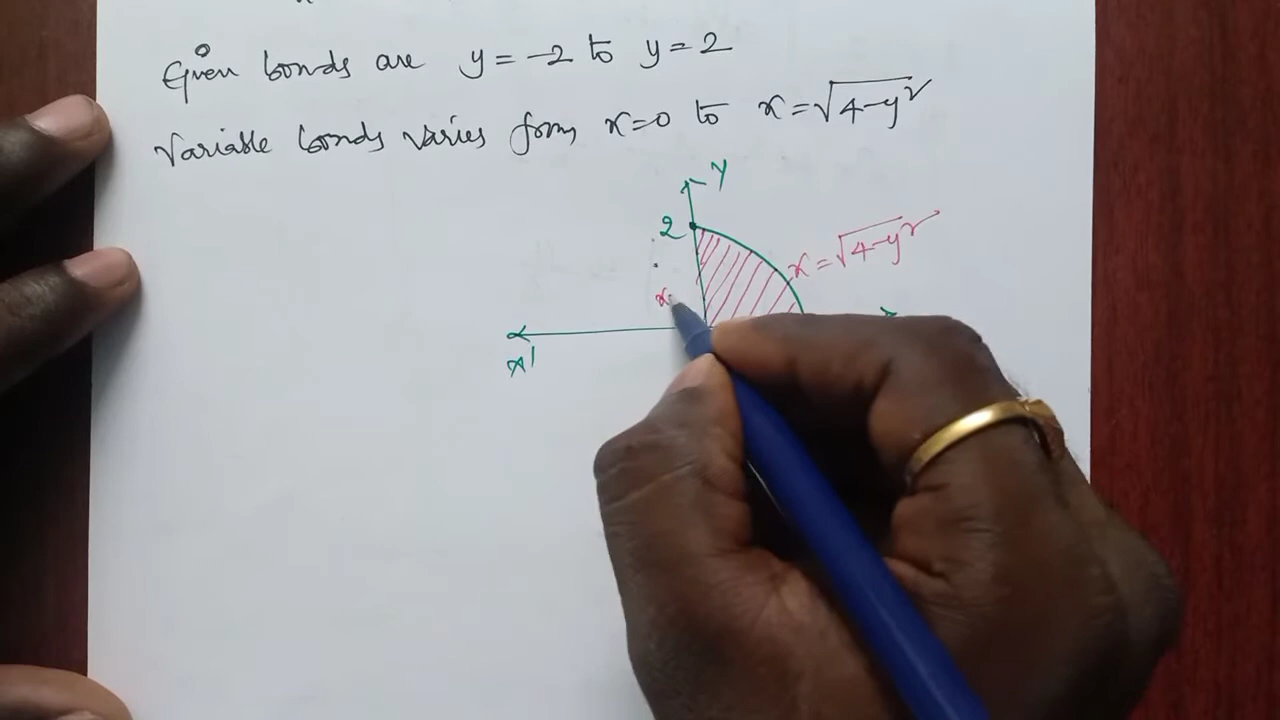 Given bonds are y = -2 to y = 2
Variable bonds varies from x=0 to x = √4-y²
y
2
x = √4-y²
x
x'